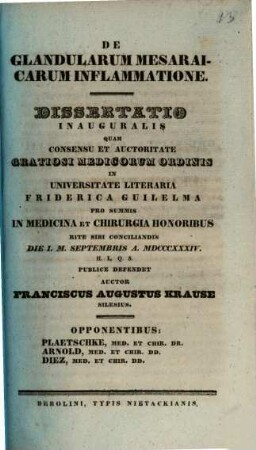 DE
GLANDULARUM MESARAI-
CARUM INFLAMMATIONE.
DISSERTATIO
INAUGURALIS
QUAM
CONSENSU ET AUCTORITATE
GRATIOSI MEDICORUM ORDINIS
IN
UNIVERSITATE LITERARIA
FRIDERICA GUILELMA
PRO SUMMIS
IN MEDICINA ET CHIRURGIA HONORIBUS
RITE SIBI CONCILIANDIS
DIE I. M. SEPTEMBRIS A. MDCCCXXXIV.
H. L. Q. S.
PUBLICE DEFENDET
AUCTOR
FRANCISCUS AUGUSTUS KRAUSE
SILESIUS.
OPPONENTIBUS:
PLAETSCHKE, MED. ET CHIR. DR.
ARNOLD, MED. ET CHIR. DD.
DIEZ, MED. ET CHIR. DD.
BEROLINI, TYPIS NIETACKIANIS.